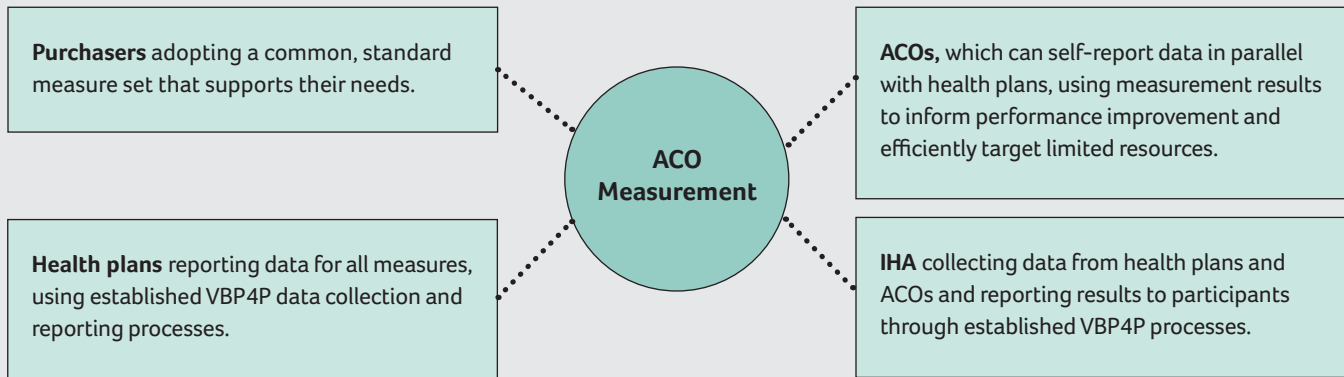 Purchasers adopting a common, standard
measure set that supports their needs.
ACOs, which can self-report data in parallel
with health plans, using measurement results
to inform performance improvement and
efficiently target limited resources.
ACO
Measurement
Health plans reporting data for all measures,
using established VBP4P data collection and
reporting processes.
IHA collecting data from health plans and
ACOs and reporting results to participants
through established VBP4P processes.